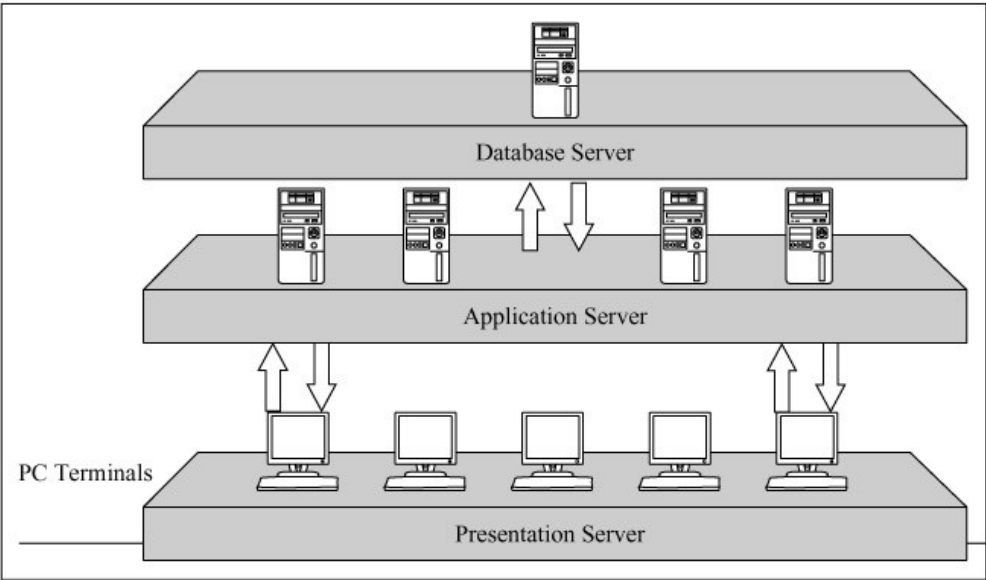 Database Server
Application Server
PC Terminals
Presentation Server